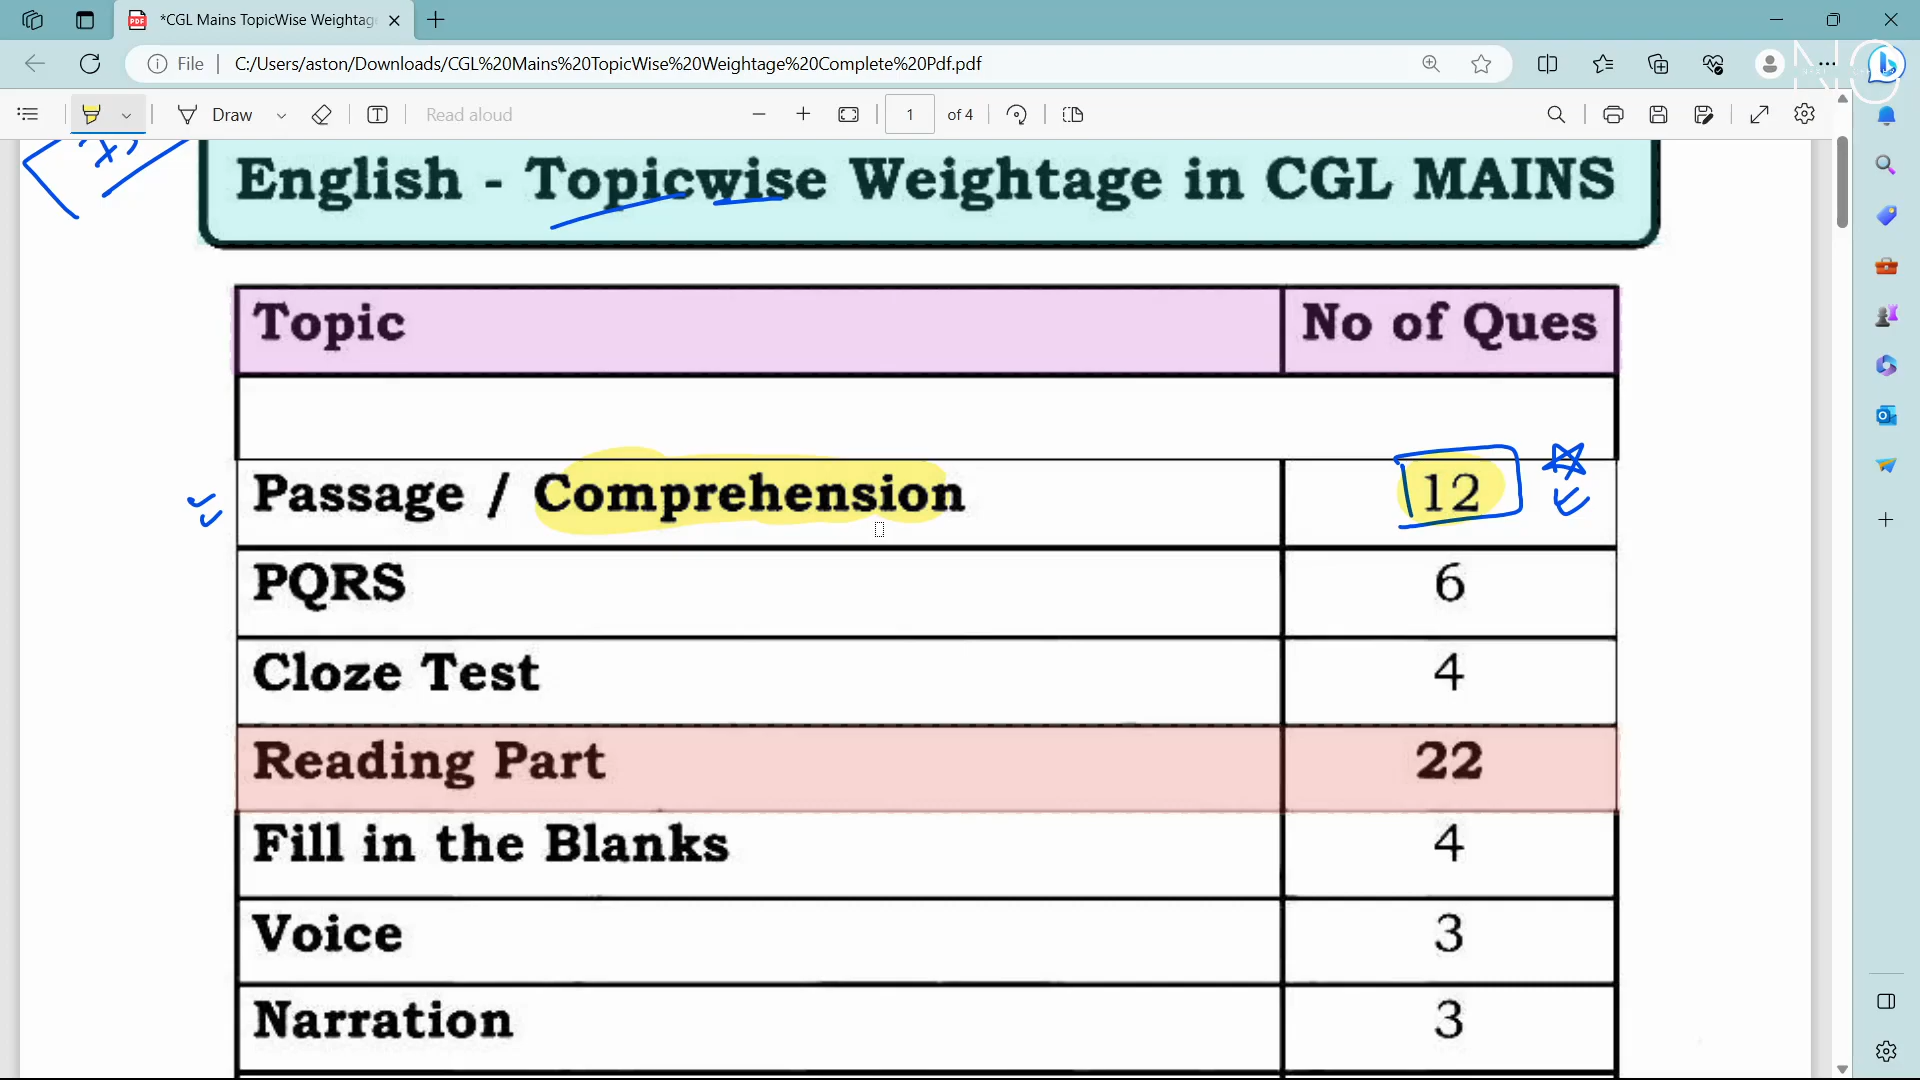 *CGL Mains TopicWise Weightag
File
C:/Users/aston/Downloads/CGL%20Mains%20TopicWise%20Weightage%20Complete%20Pdf.pdf
Draw
Read aloud
1
of 4
English - Topicwise Weightage in CGL MAINS
Topic No of Ques
Passage / Comprehension 12
PQRS 6
Cloze Test 4
Reading Part 22
Fill in the Blanks 4
Voice 3
Narration 3